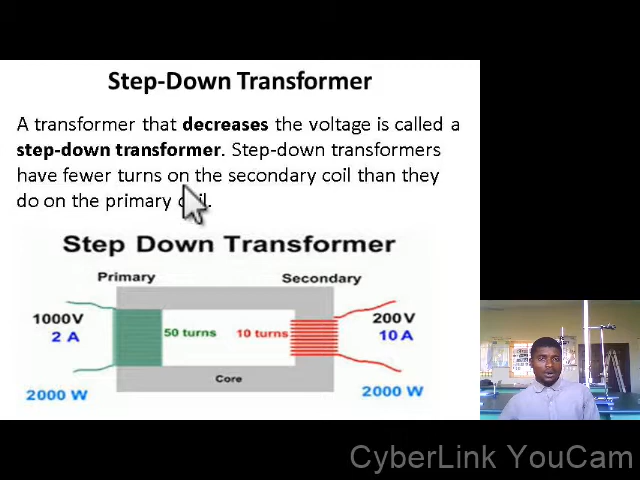 Step-Down Transformer
A transformer that decreases the voltage is called a
step-down transformer. Step-down transformers
have fewer turns on the secondary coil than they
do on the primary coil.
Step Down Transformer
Primary Secondary
1000V 50 turns 10 turns 200V
2 A 10 A
Core
2000 W 2000 W
CyberLink YouCam